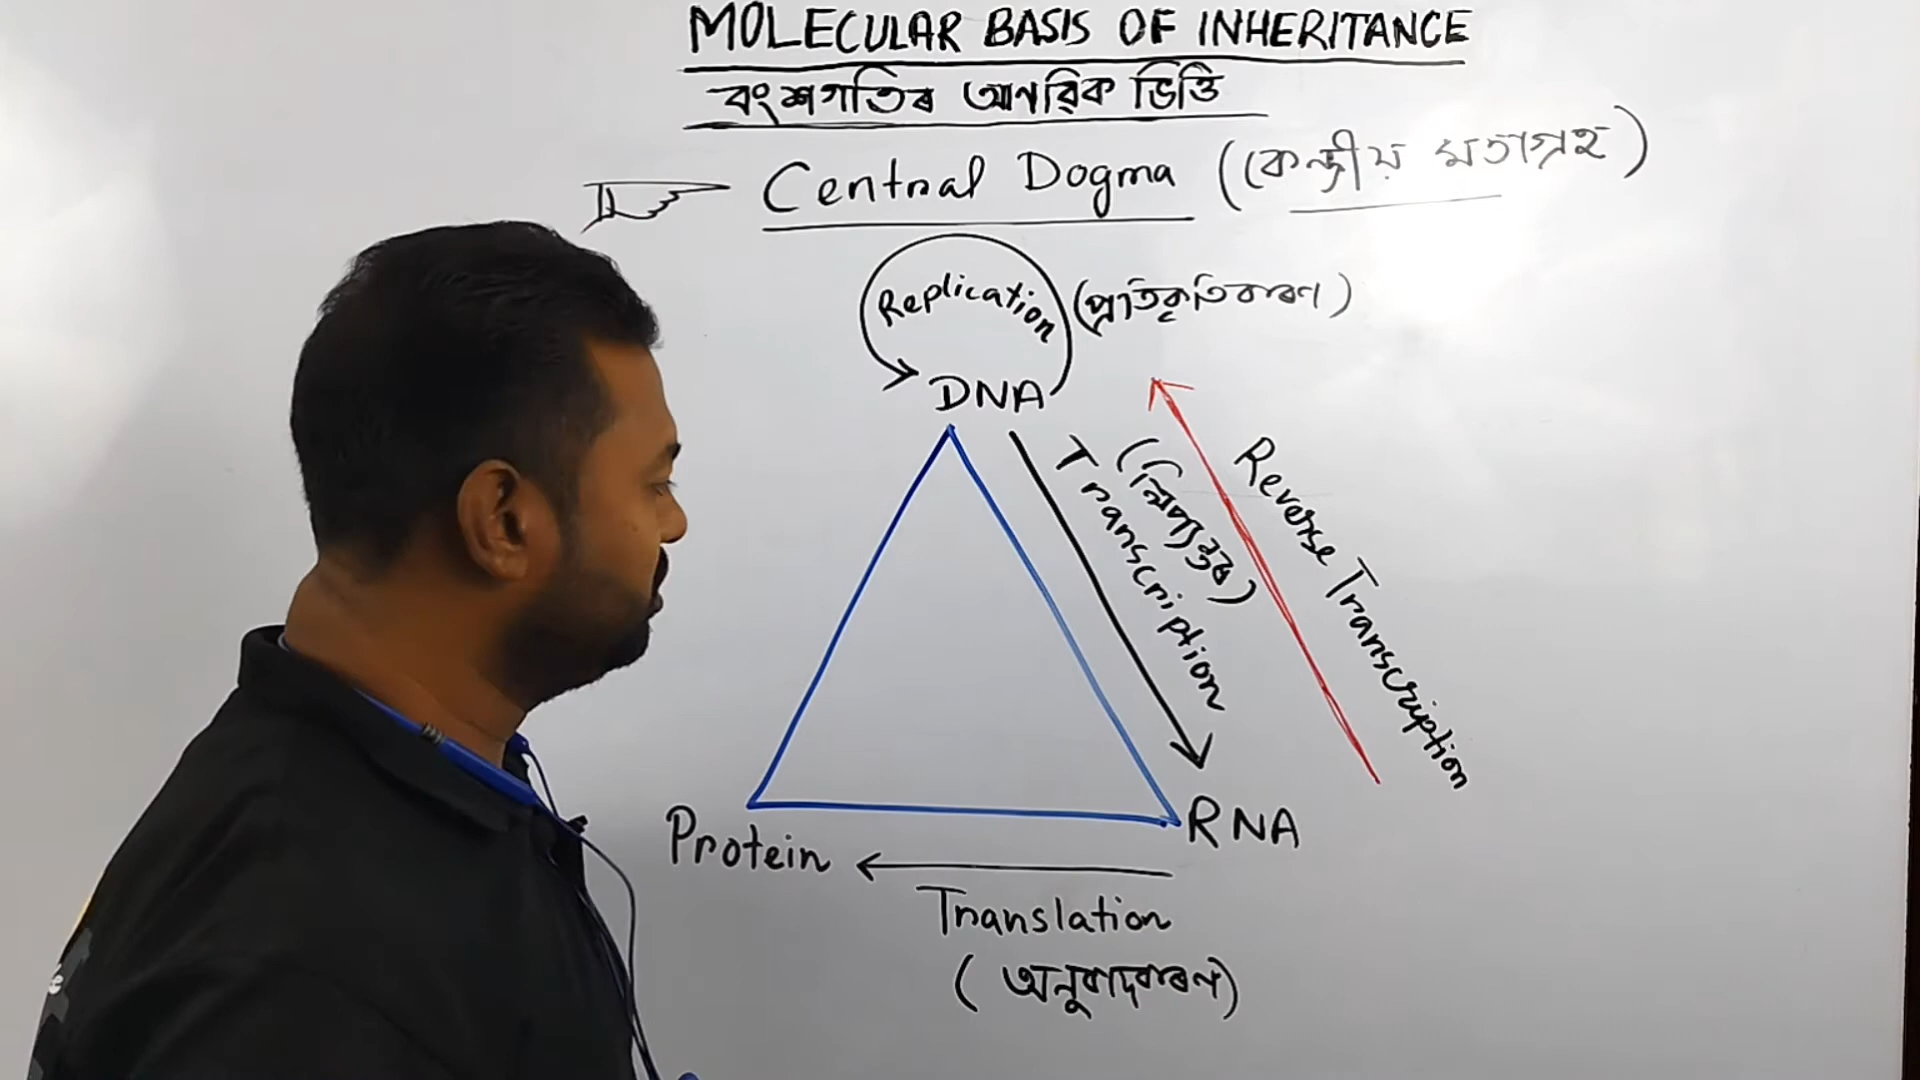 MOLECULAR BASIS OF INHERITANCE
বংশগতিৰ আণৱিক ভিত্তি
Central Dogma (কেন্দ্ৰীয় মতাগ্ৰহ)
Replication (প্ৰতিকৃতিকৰণ)
DNA
Transcription
Reverse Transcription
Protein
RNA
Translation
(অনুবাদকৰণ)